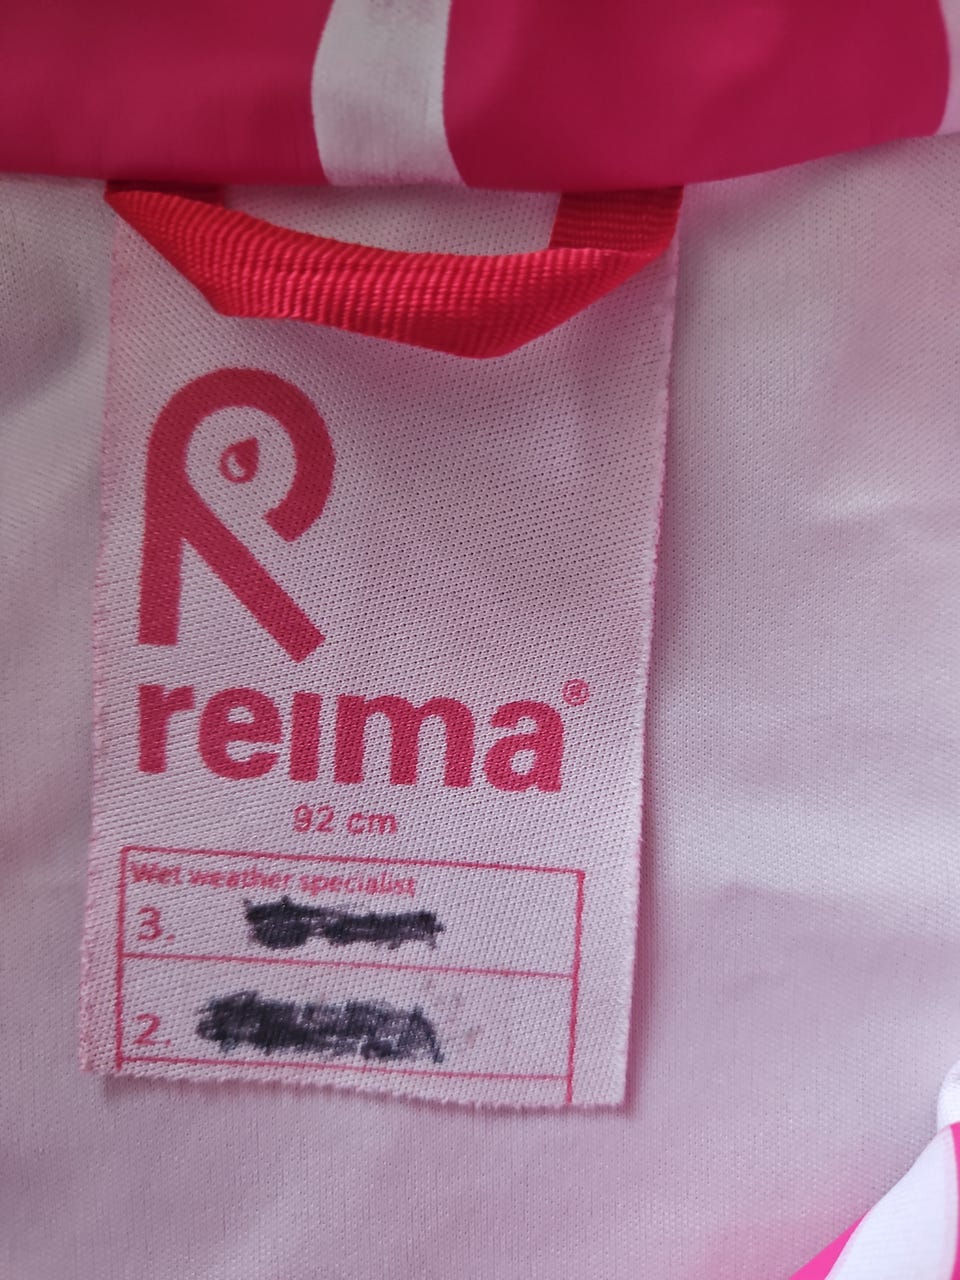 reima®
92 cm
Wet weather specialist
3.
2.